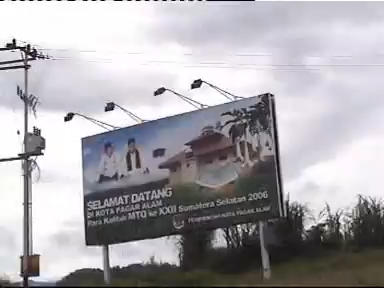 SELAMAT DATANG
DI KOTA PAGAR ALAM
Para Kafilah MTQ ke XXII Sumatera Selatan 2006
PEMERINTAH KOTA PAGAR ALAM